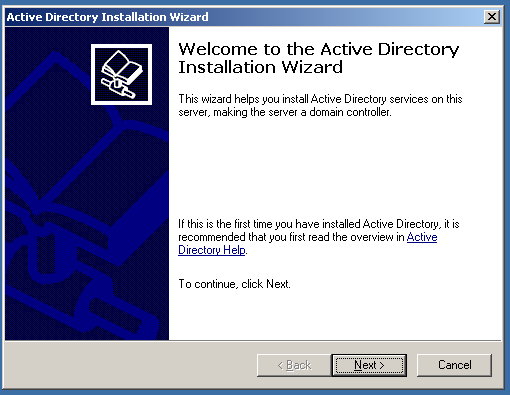 Active Directory Installation Wizard
Welcome to the Active Directory
Installation Wizard
This wizard helps you install Active Directory services on this
server, making the server a domain controller.
If this is the first time you have installed Active Directory, it is
recommended that you first read the overview in Active
Directory Help.
To continue, click Next.
< Back
Next >
Cancel